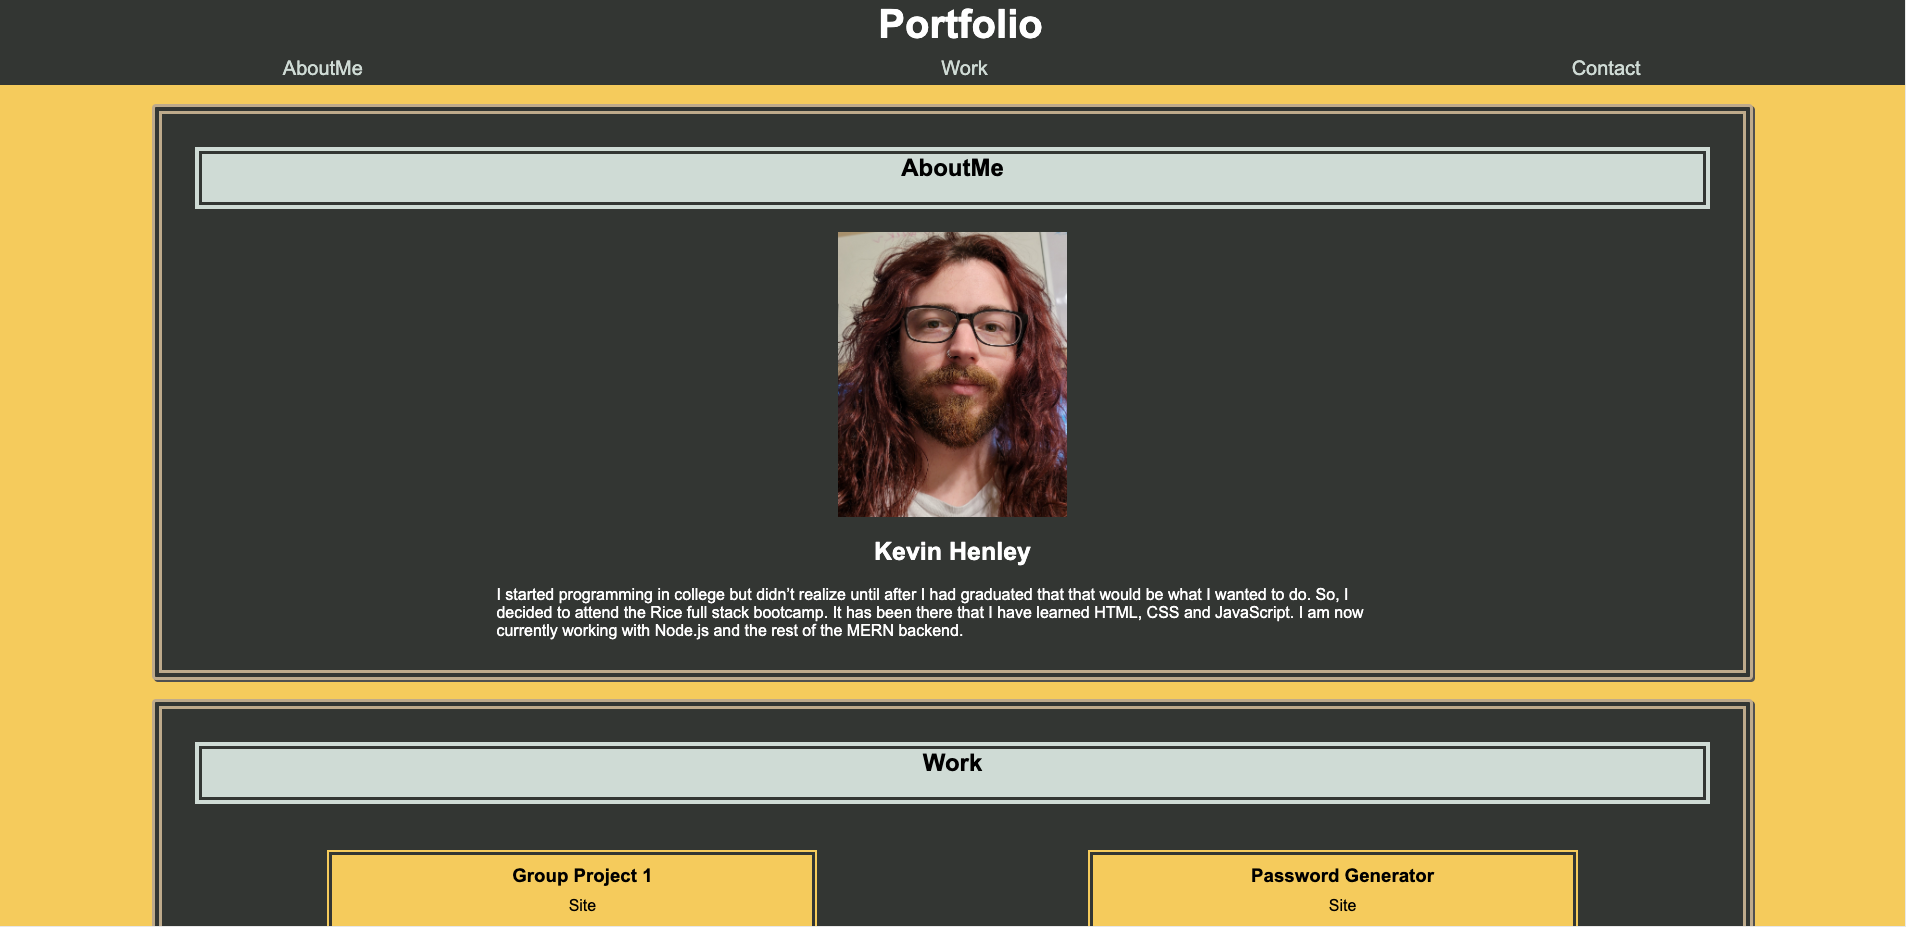 Portfolio
AboutMe Work Contact
AboutMe
Kevin Henley
I started programming in college but didn’t realize until after I had graduated that that would be what I wanted to do. So, I
decided to attend the Rice full stack bootcamp. It has been there that I have learned HTML, CSS and JavaScript. I am now
currently working with Node.js and the rest of the MERN backend.
Work
Group Project 1
Site
Password Generator
Site